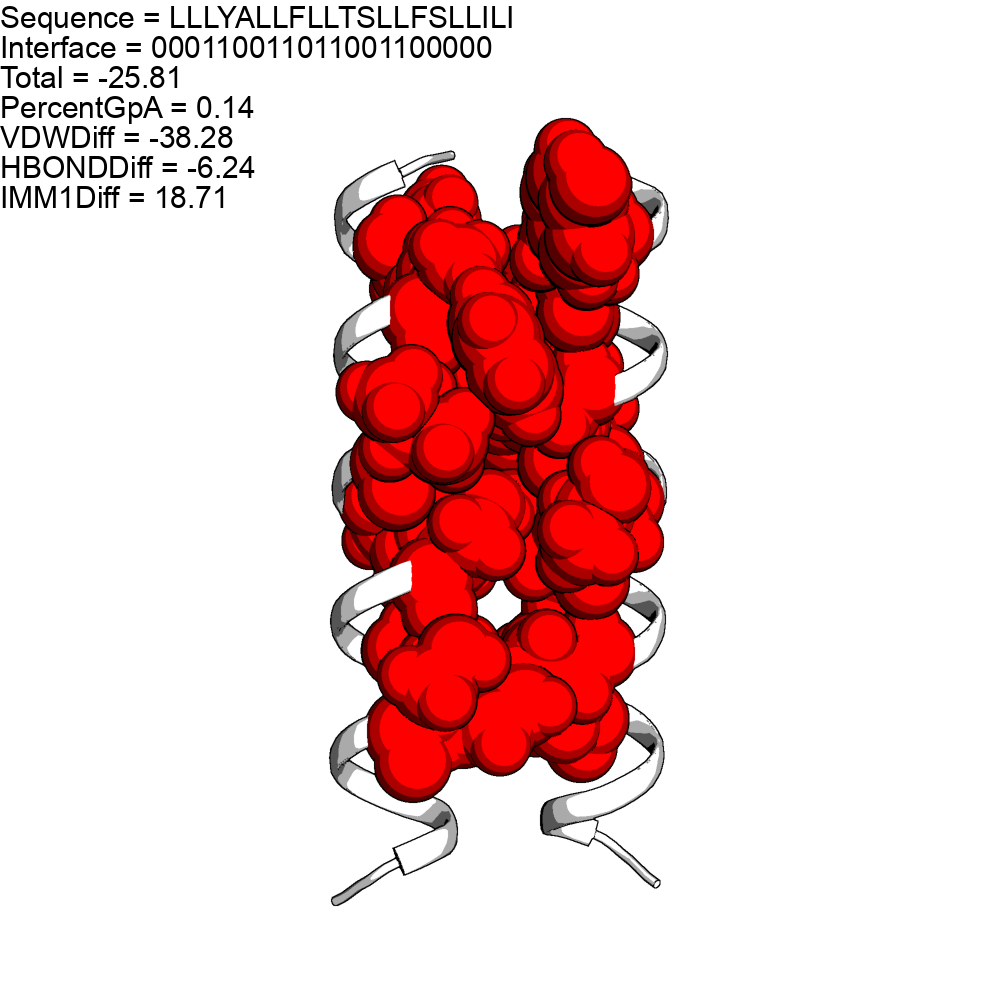 Sequence = LLLYALLFLLTSLLFSLLILI
Interface = 000110011011001100000
Total = -25.81
PercentGpA = 0.14
VDWDiff = -38.28
HBONDDiff = -6.24
IMM1Diff = 18.71